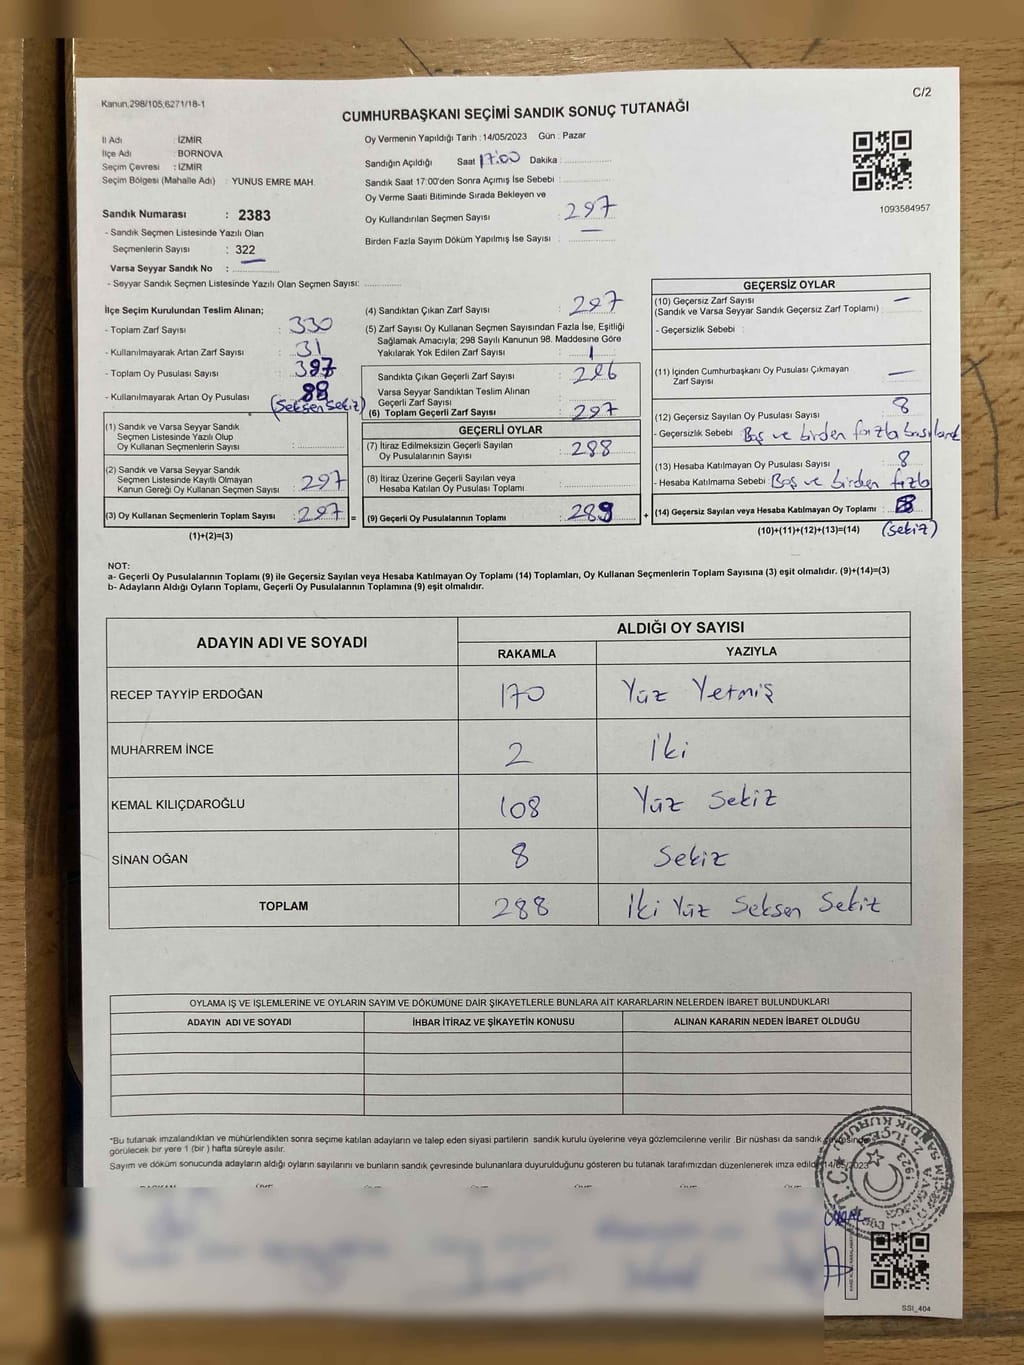 Kanun,298/105,6271/18-1
C/2
CUMHURBAŞKANI SEÇİMİ SANDIK SONUÇ TUTANAĞI
İl Adı : İZMİR
İlçe Adı : BORNOVA
Seçim Çevresi : İZMİR
Seçim Bölgesi (Mahalle Adı) : YUNUS EMRE MAH.
Sandık Numarası : 2383
- Sandık Seçmen Listesinde Yazılı Olan
Seçmenlerin Sayısı : 322
Varsa Seyyar Sandık No :
- Seyyar Sandık Seçmen Listesinde Yazılı Olan Seçmen Sayısı:
Oy Vermenin Yapıldığı Tarih : 14/05/2023 Gün : Pazar
Sandığın Açıldığı Saat 17:00 Dakika :
Sandık Saat 17:00'den Sonra Açımış İse Sebebi :
Oy Verme Saati Bitiminde Sırada Bekleyen ve
Oy Kullandırılan Seçmen Sayısı : 297
Birden Fazla Sayım Döküm Yapılmış İse Sayısı :
1093584957
İlçe Seçim Kurulundan Teslim Alınan;
- Toplam Zarf Sayısı : 330
- Kullanılmayarak Artan Zarf Sayısı : 31
- Toplam Oy Pusulası Sayısı :
- Kullanılmayarak Artan Oy Pusulası : 88
(Seksen Sekiz)
(1) Sandık ve Varsa Seyyar Sandık
Seçmen Listesinde Yazılı Olup
Oy Kullanan Seçmenlerin Sayısı :
(2) Sandık ve Varsa Seyyar Sandık
Seçmen Listesinde Kayıtlı Olmayan
Kanun Gereği Oy Kullanan Seçmen Sayısı : 297
(3) Oy Kullanan Seçmenlerin Toplam Sayısı : 297 =
(1)+(2)=(3)
(4) Sandıktan Çıkan Zarf Sayısı : 297
(5) Zarf Sayısı Oy Kullanan Seçmen Sayısından Fazla İse, Eşitliği
Sağlamak Amacıyla; 298 Sayılı Kanunun 98. Maddesine Göre
Yakılarak Yok Edilen Zarf Sayısı : 1
Sandıkta Çıkan Geçerli Zarf Sayısı : 296
Varsa Seyyar Sandıktan Teslim Alınan
Geçerli Zarf Sayısı :
(6) Toplam Geçerli Zarf Sayısı : 297
GEÇERLİ OYLAR
(7) İtiraz Edilmeksizin Geçerli Sayılan
Oy Pusulalarının Sayısı : 288
(8) İtiraz Üzerine Geçerli Sayılan veya
Hesaba Katılan Oy Pusulası Toplamı :
(9) Geçerli Oy Pusulalarının Toplamı : 289 +
GEÇERSİZ OYLAR
(10) Geçersiz Zarf Sayısı —
(Sandık ve Varsa Seyyar Sandık Geçersiz Zarf Toplamı) :
- Geçersizlik Sebebi :
(11) İçinden Cumhurbaşkanı Oy Pusulası Çıkmayan —
Zarf Sayısı
(12) Geçersiz Sayılan Oy Pusulası Sayısı : 8
- Geçersizlik Sebebi : Boş ve birden fazla
(13) Hesaba Katılmayan Oy Pusulası Sayısı : 8
- Hesaba Katılmama Sebebi : Boş ve birden fazla
(14) Geçersiz Sayılan veya Hesaba Katılmayan Oy Toplamı : 8
(10)+(11)+(12)+(13)=(14) (Sekiz)
NOT:
a- Geçerli Oy Pusulalarının Toplamı (9) ile Geçersiz Sayılan veya Hesaba Katılmayan Oy Toplamı (14) Toplamları, Oy Kullanan Seçmenlerin Toplam Sayısına (3) eşit olmalıdır. (9)+(14)=(3)
b- Adayların Aldığı Oyların Toplamı, Geçerli Oy Pusulalarının Toplamına (9) eşit olmalıdır.
ADAYIN ADI VE SOYADI
ALDIĞI OY SAYISI
RAKAMLA YAZIYLA
RECEP TAYYİP ERDOĞAN 170 Yüz Yetmiş
MUHARREM İNCE 2 İki
KEMAL KILIÇDAROĞLU 108 Yüz Sekiz
SİNAN OĞAN 8 Sekiz
TOPLAM 288 İki Yüz Seksen Sekiz
OYLAMA İŞ VE İŞLEMLERİNE VE OYLARIN SAYIM VE DÖKÜMÜNE DAİR ŞİKAYETLERLE BUNLARA AİT KARARLARIN NELERDEN İBARET BULUNDUKLARI
ADAYIN ADI VE SOYADI İHBAR İTİRAZ VE ŞİKAYETİN KONUSU ALINAN KARARIN NEDEN İBARET OLDUĞU
"Bu tutanak imzalandıktan ve mühürlendikten sonra seçime katılan adayların ve talep eden siyasi partilerin sandık kurulu üyelerine veya gözlemcilerine verilir .Bir nüshası da sandık çevresinde
görülecek bir yere 1 (bir) hafta süreyle asılır.
Sayım ve döküm sonucunda adayların aldığı oyların sayılarını ve bunların sandık çevresinde bulunanlara duyurulduğunu gösteren bu tutanak tarafımızdan düzenlenerek imza edildi. 14/05/2023
SSI_404